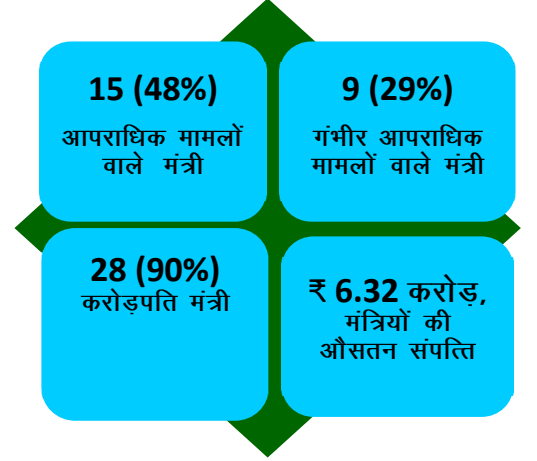 15 (48%)
आपराधिक मामलों
वाले मंत्री
9 (29%)
गंभीर आपराधिक
मामलों वाले मंत्री
28 (90%)
करोड़पति मंत्री
₹ 6.32 करोड़,
मंत्रियों की
औसतन संपत्ति